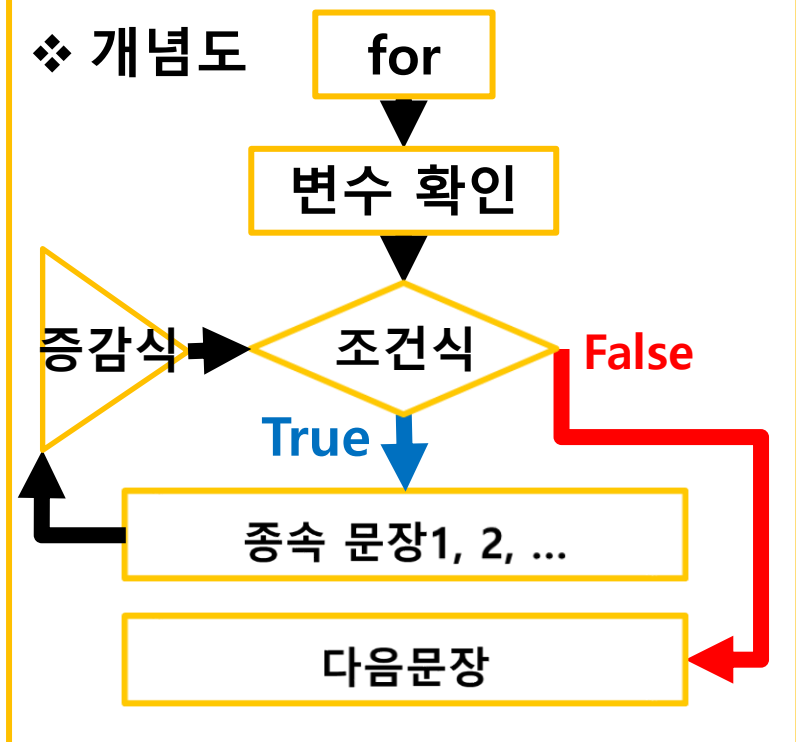 ❖ 개념도
for
변수 확인
증감식
조건식
False
True
종속 문장1, 2, ...
다음문장